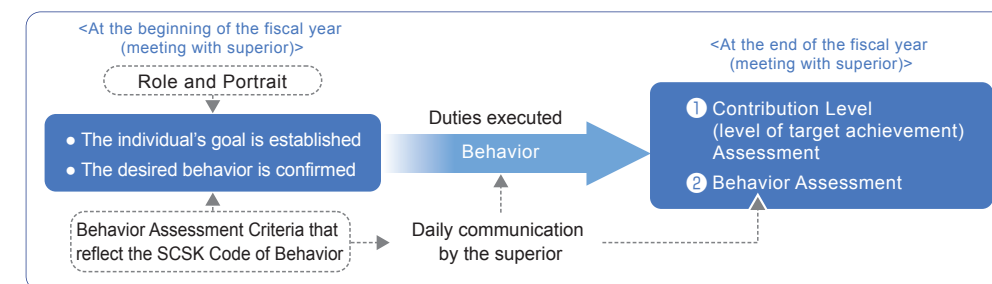 <At the beginning of the fiscal year
(meeting with superior)>
Role and Portrait
● The individual's goal is established
● The desired behavior is confirmed
Behavior Assessment Criteria that
reflect the SCSK Code of Behavior
Duties executed
Behavior
Daily communication
by the superior
<At the end of the fiscal year
(meeting with superior)>
① Contribution Level
(level of target achievement)
Assessment
② Behavior Assessment